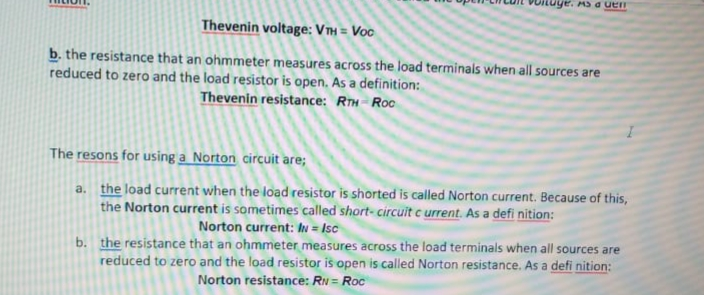 voltage. As a defi
nition.
Thevenin voltage: VTH = VOC
b. the resistance that an ohmmeter measures across the load terminals when all sources are
reduced to zero and the load resistor is open. As a definition:
Thevenin resistance: RTH = ROC
The resons for using a Norton circuit are;
a. the load current when the load resistor is shorted is called Norton current. Because of this,
the Norton current is sometimes called short- circuit c urrent. As a defi nition:
Norton current: IN = ISC
b. the resistance that an ohmmeter measures across the load terminals when all sources are
reduced to zero and the load resistor is open is called Norton resistance. As a defi nition:
Norton resistance: RN = ROC